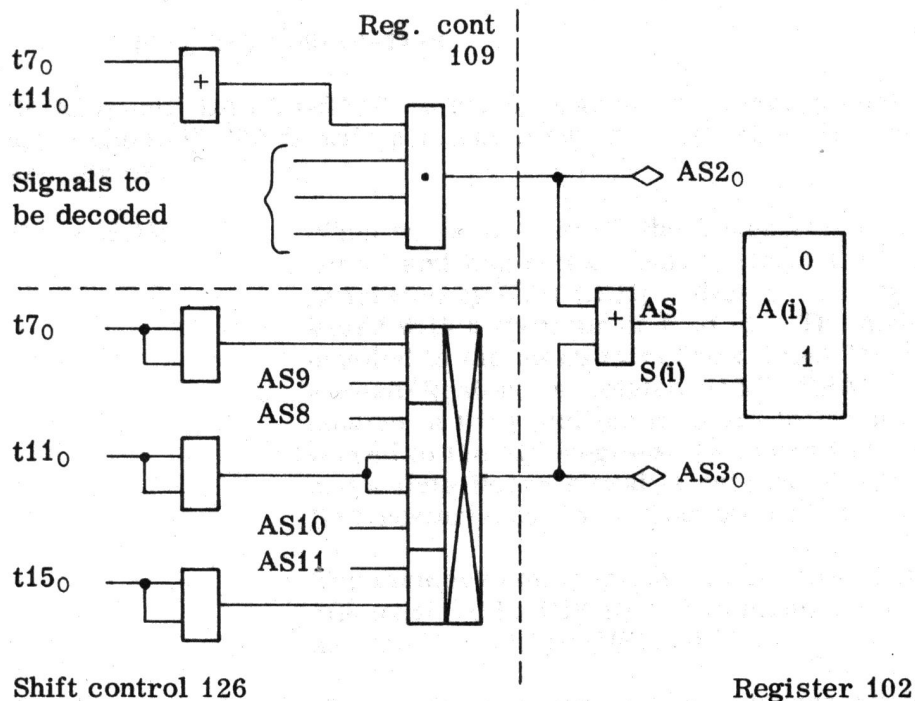 Reg. cont
109
t7₀
+
t11₀
Signals to
be decoded
AS2₀
0
t7₀
+
AS
A(i)
1
S(i)
AS9
AS8
t11₀
AS3₀
AS10
AS11
t15₀
Shift control 126
Register 102